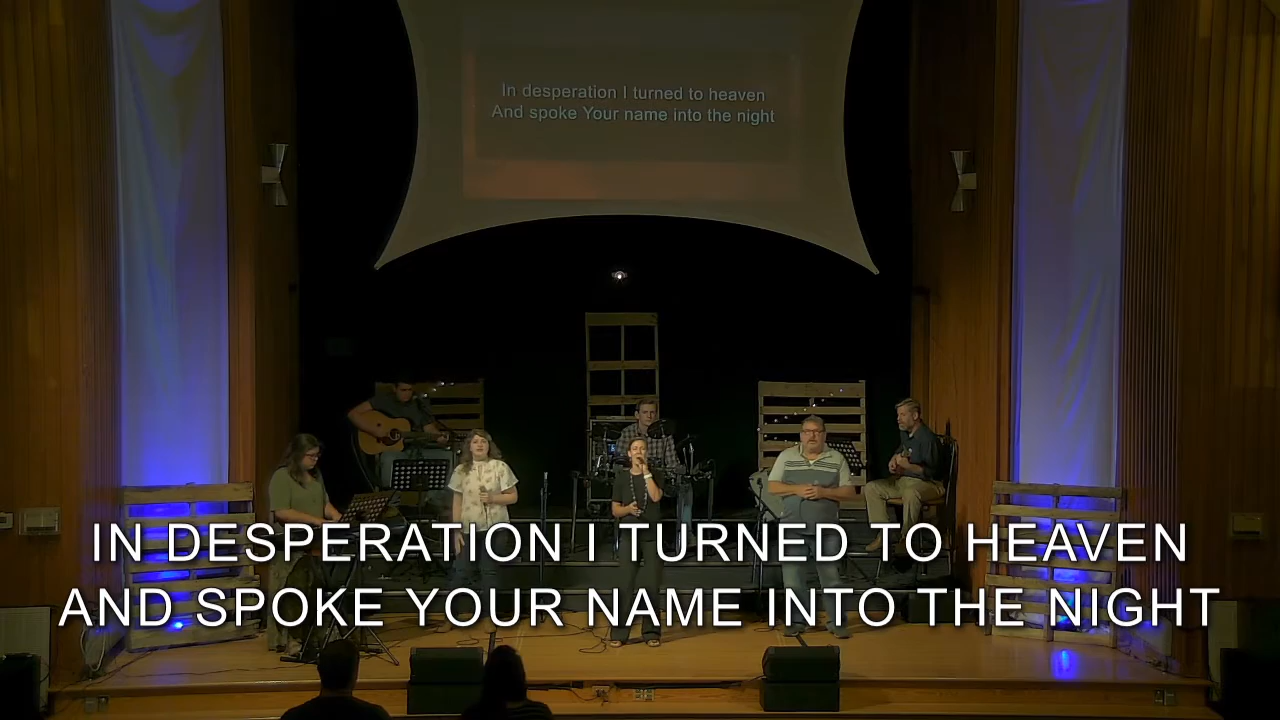 In desperation I turned to heaven
And spoke Your name into the night
IN DESPERATION I TURNED TO HEAVEN
AND SPOKE YOUR NAME INTO THE NIGHT